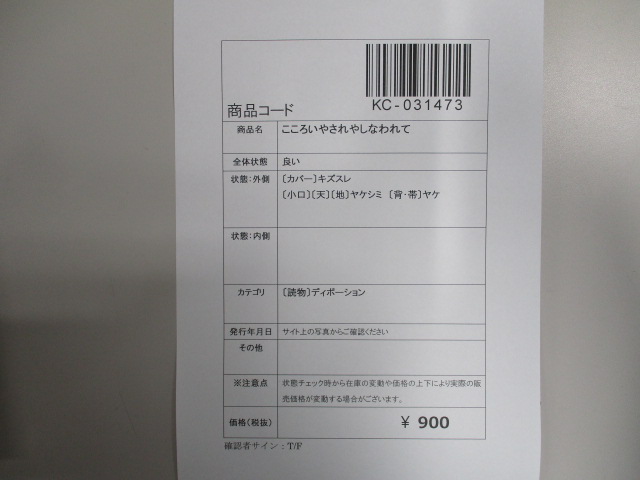 KC-031473
商品コード
商品名 こころいやされやしなわれて
全体状態 良い
状態：外側 〔カバー〕キズスレ
〔小口〕〔天〕〔地〕ヤケシミ 〔背・帯〕ヤケ
状態：内側
カテゴリ 〔読物〕ディボーション
発行年月日 サイト上の写真からご確認ください
その他
※注意点 状態チェック時から在庫の変動や価格の上下により実際の販
売価格が変動する場合がございます。
価格（税抜） ¥ 900
確認者サイン：T/F